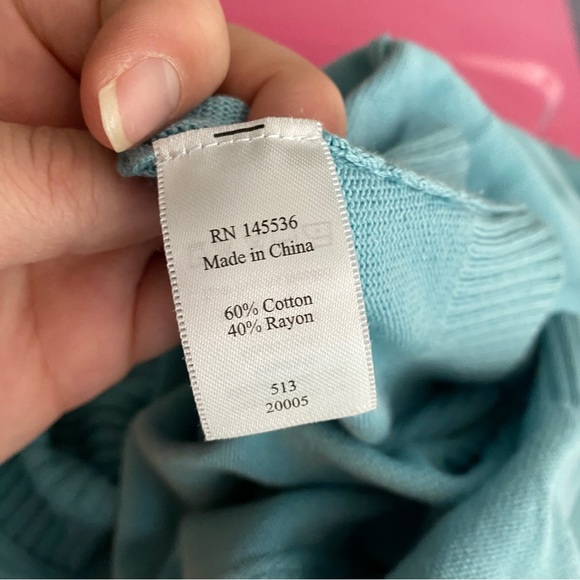 RN 145536
Made in China
60% Cotton
40% Rayon
513
20005